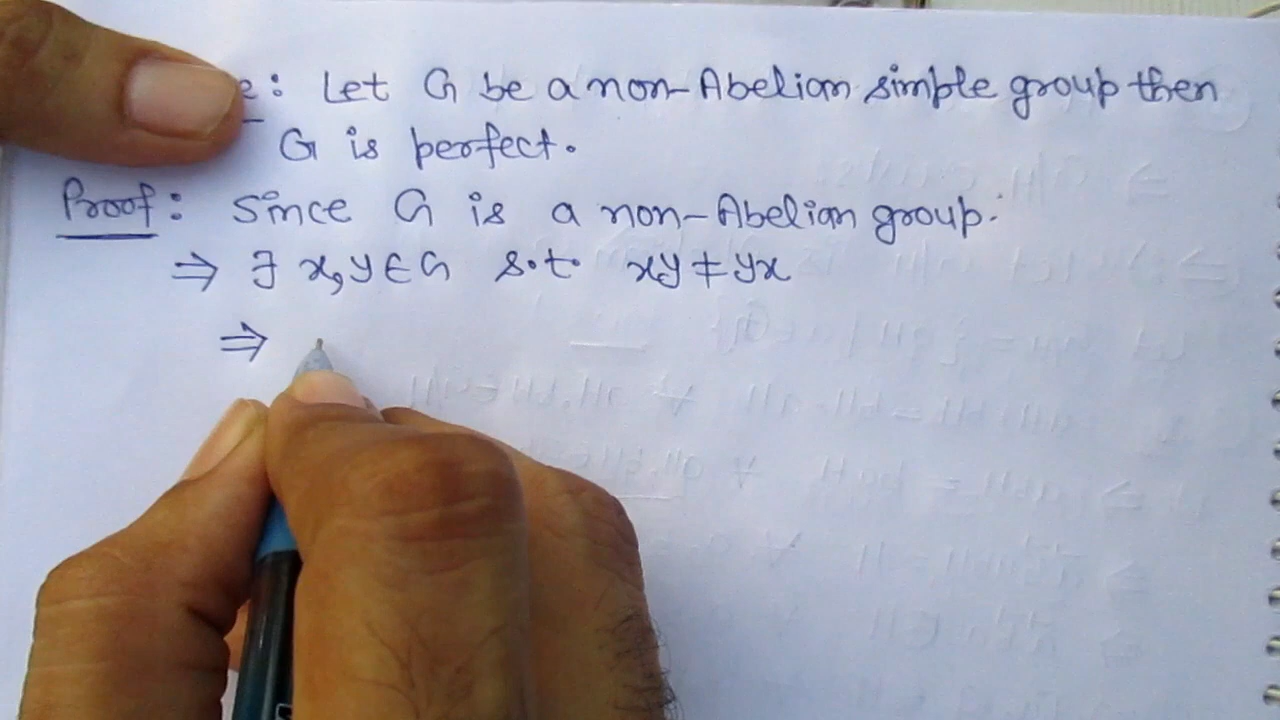 e: Let G be a non-Abelian simple group then
G is perfect.
Proof: Since G is a non-Abelian group.
⇒ ∃ x,y∈G s.t. xy≠yx
⇒